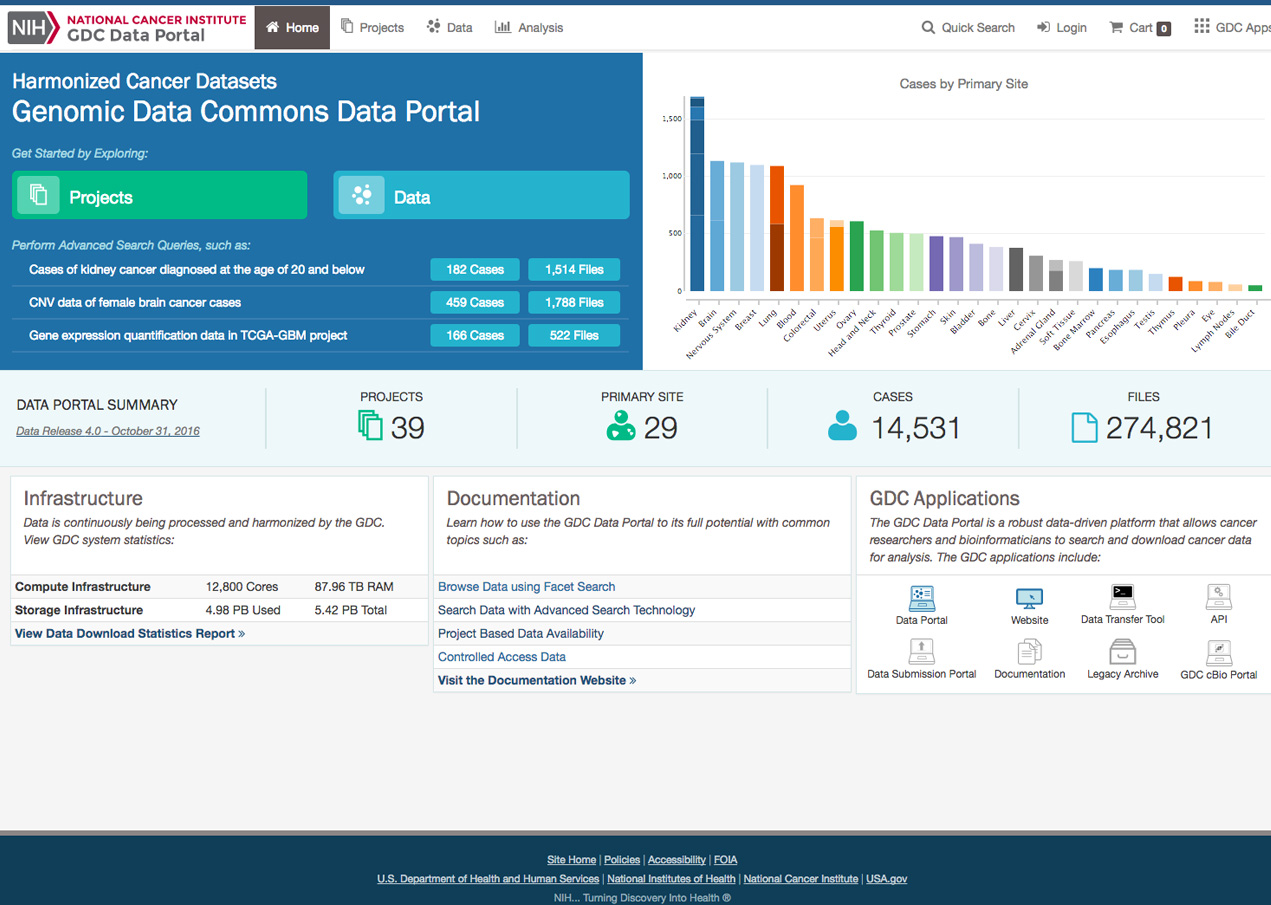 NIH NATIONAL CANCER INSTITUTE
GDC Data Portal
Home
Projects
Data
Analysis
Quick Search
Login
Cart 0
GDC Apps
Harmonized Cancer Datasets
Genomic Data Commons Data Portal
Get Started by Exploring:
Projects
Data
Perform Advanced Search Queries, such as:
Cases of kidney cancer diagnosed at the age of 20 and below 182 Cases 1,514 Files
CNV data of female brain cancer cases 459 Cases 1,788 Files
Gene expression quantification data in TCGA-GBM project 166 Cases 522 Files
Cases by Primary Site
1,500
1,000
500
0
Kidney
Brain
Nervous System
Breast
Lung
Blood
Colorectal
Uterus
Ovary
Head and Neck
Thyroid
Prostate
Stomach
Skin
Bladder
Bone
Liver
Cervix
Adrenal Gland
Soft Tissue
Bone Marrow
Pancreas
Esophagus
Testis
Thymus
Pleura
Eye
Lymph Nodes
Bile Duct
DATA PORTAL SUMMARY
Data Release 4.0 - October 31, 2016
PROJECTS
39
PRIMARY SITE
29
CASES
14,531
FILES
274,821
Infrastructure
Data is continuously being processed and harmonized by the GDC.
View GDC system statistics:
Compute Infrastructure 12,800 Cores 87.96 TB RAM
Storage Infrastructure 4.98 PB Used 5.42 PB Total
View Data Download Statistics Report »
Documentation
Learn how to use the GDC Data Portal to its full potential with common
topics such as:
Browse Data using Facet Search
Search Data with Advanced Search Technology
Project Based Data Availability
Controlled Access Data
Visit the Documentation Website »
GDC Applications
The GDC Data Portal is a robust data-driven platform that allows cancer
researchers and bioinformaticians to search and download cancer data
for analysis. The GDC applications include:
Data Portal
Website
Data Transfer Tool
API
Data Submission Portal
Documentation
Legacy Archive
GDC cBio Portal
Site Home | Policies | Accessibility | FOIA
U.S. Department of Health and Human Services | National Institutes of Health | National Cancer Institute | USA.gov
NIH... Turning Discovery Into Health ®